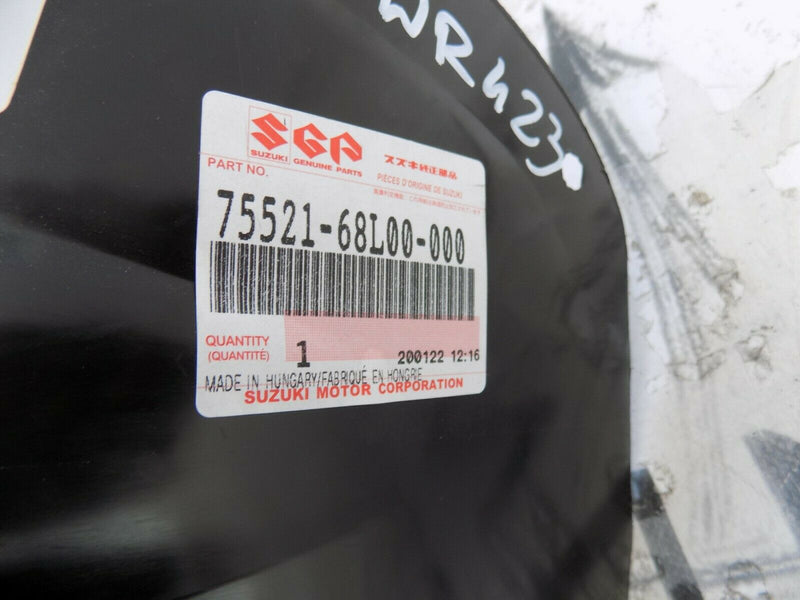 WR423
SGP
SUZUKI GENUINE PARTS
スズキ純正部品
PART NO.
PIÈCES D'ORIGINE DE SUZUKI
75521-68L00-000
QUANTITY
(QUANTITÉ)
1
200122 12:16
MADE IN HUNGARY/FABRIQUÉ EN HONGRIE
SUZUKI MOTOR CORPORATION